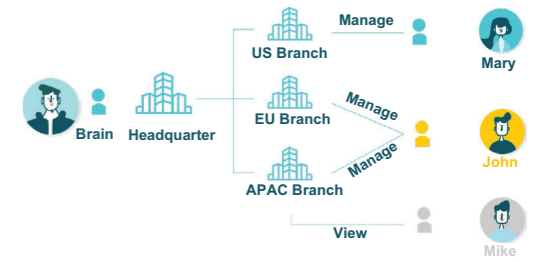 Manage
US Branch
Mary
Manage
Brain
Headquarter
EU Branch
Manage
John
APAC Branch
View
Mike